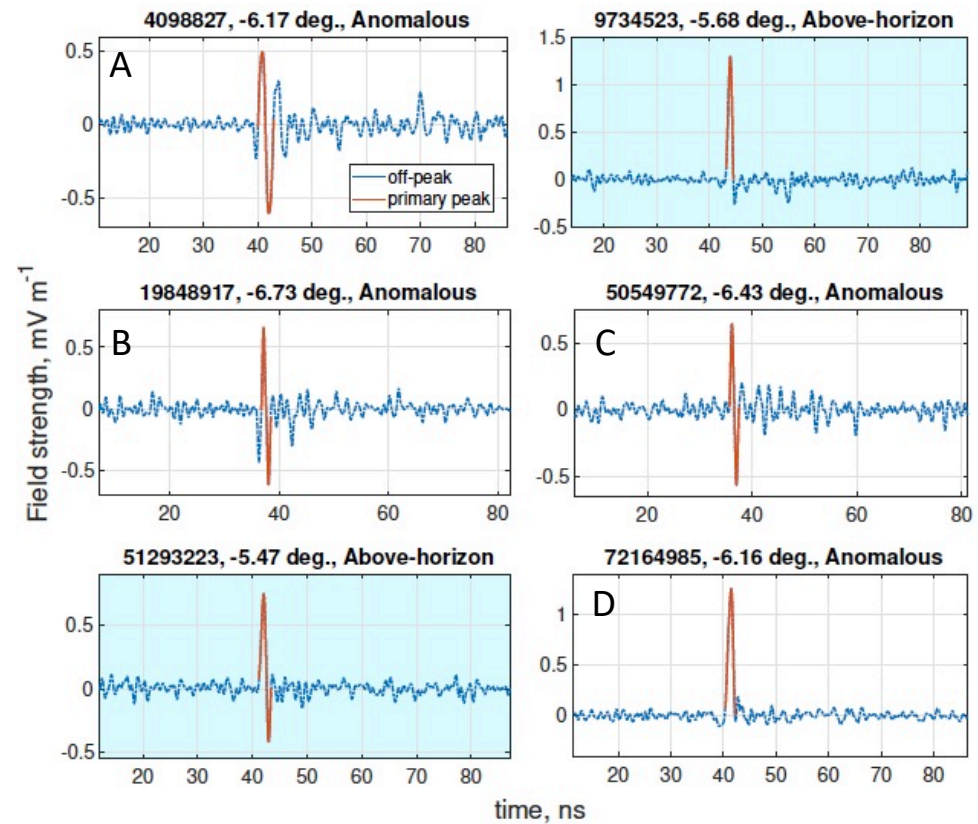 4098827, -6.17 deg., Anomalous
A
0.5
0
-0.5
off-peak
primary peak
20 30 40 50 60 70 80
9734523, -5.68 deg., Above-horizon
1.5
1
0.5
0
-0.5
20 30 40 50 60 70 80
19848917, -6.73 deg., Anomalous
B
0.5
0
-0.5
20 40 60 80
50549772, -6.43 deg., Anomalous
C
0.5
0
-0.5
20 40 60 80
51293223, -5.47 deg., Above-horizon
0.5
0
-0.5
20 30 40 50 60 70 80
72164985, -6.16 deg., Anomalous
D
1
0.5
0
20 30 40 50 60 70 80
Field strength, mV m⁻¹
time, ns